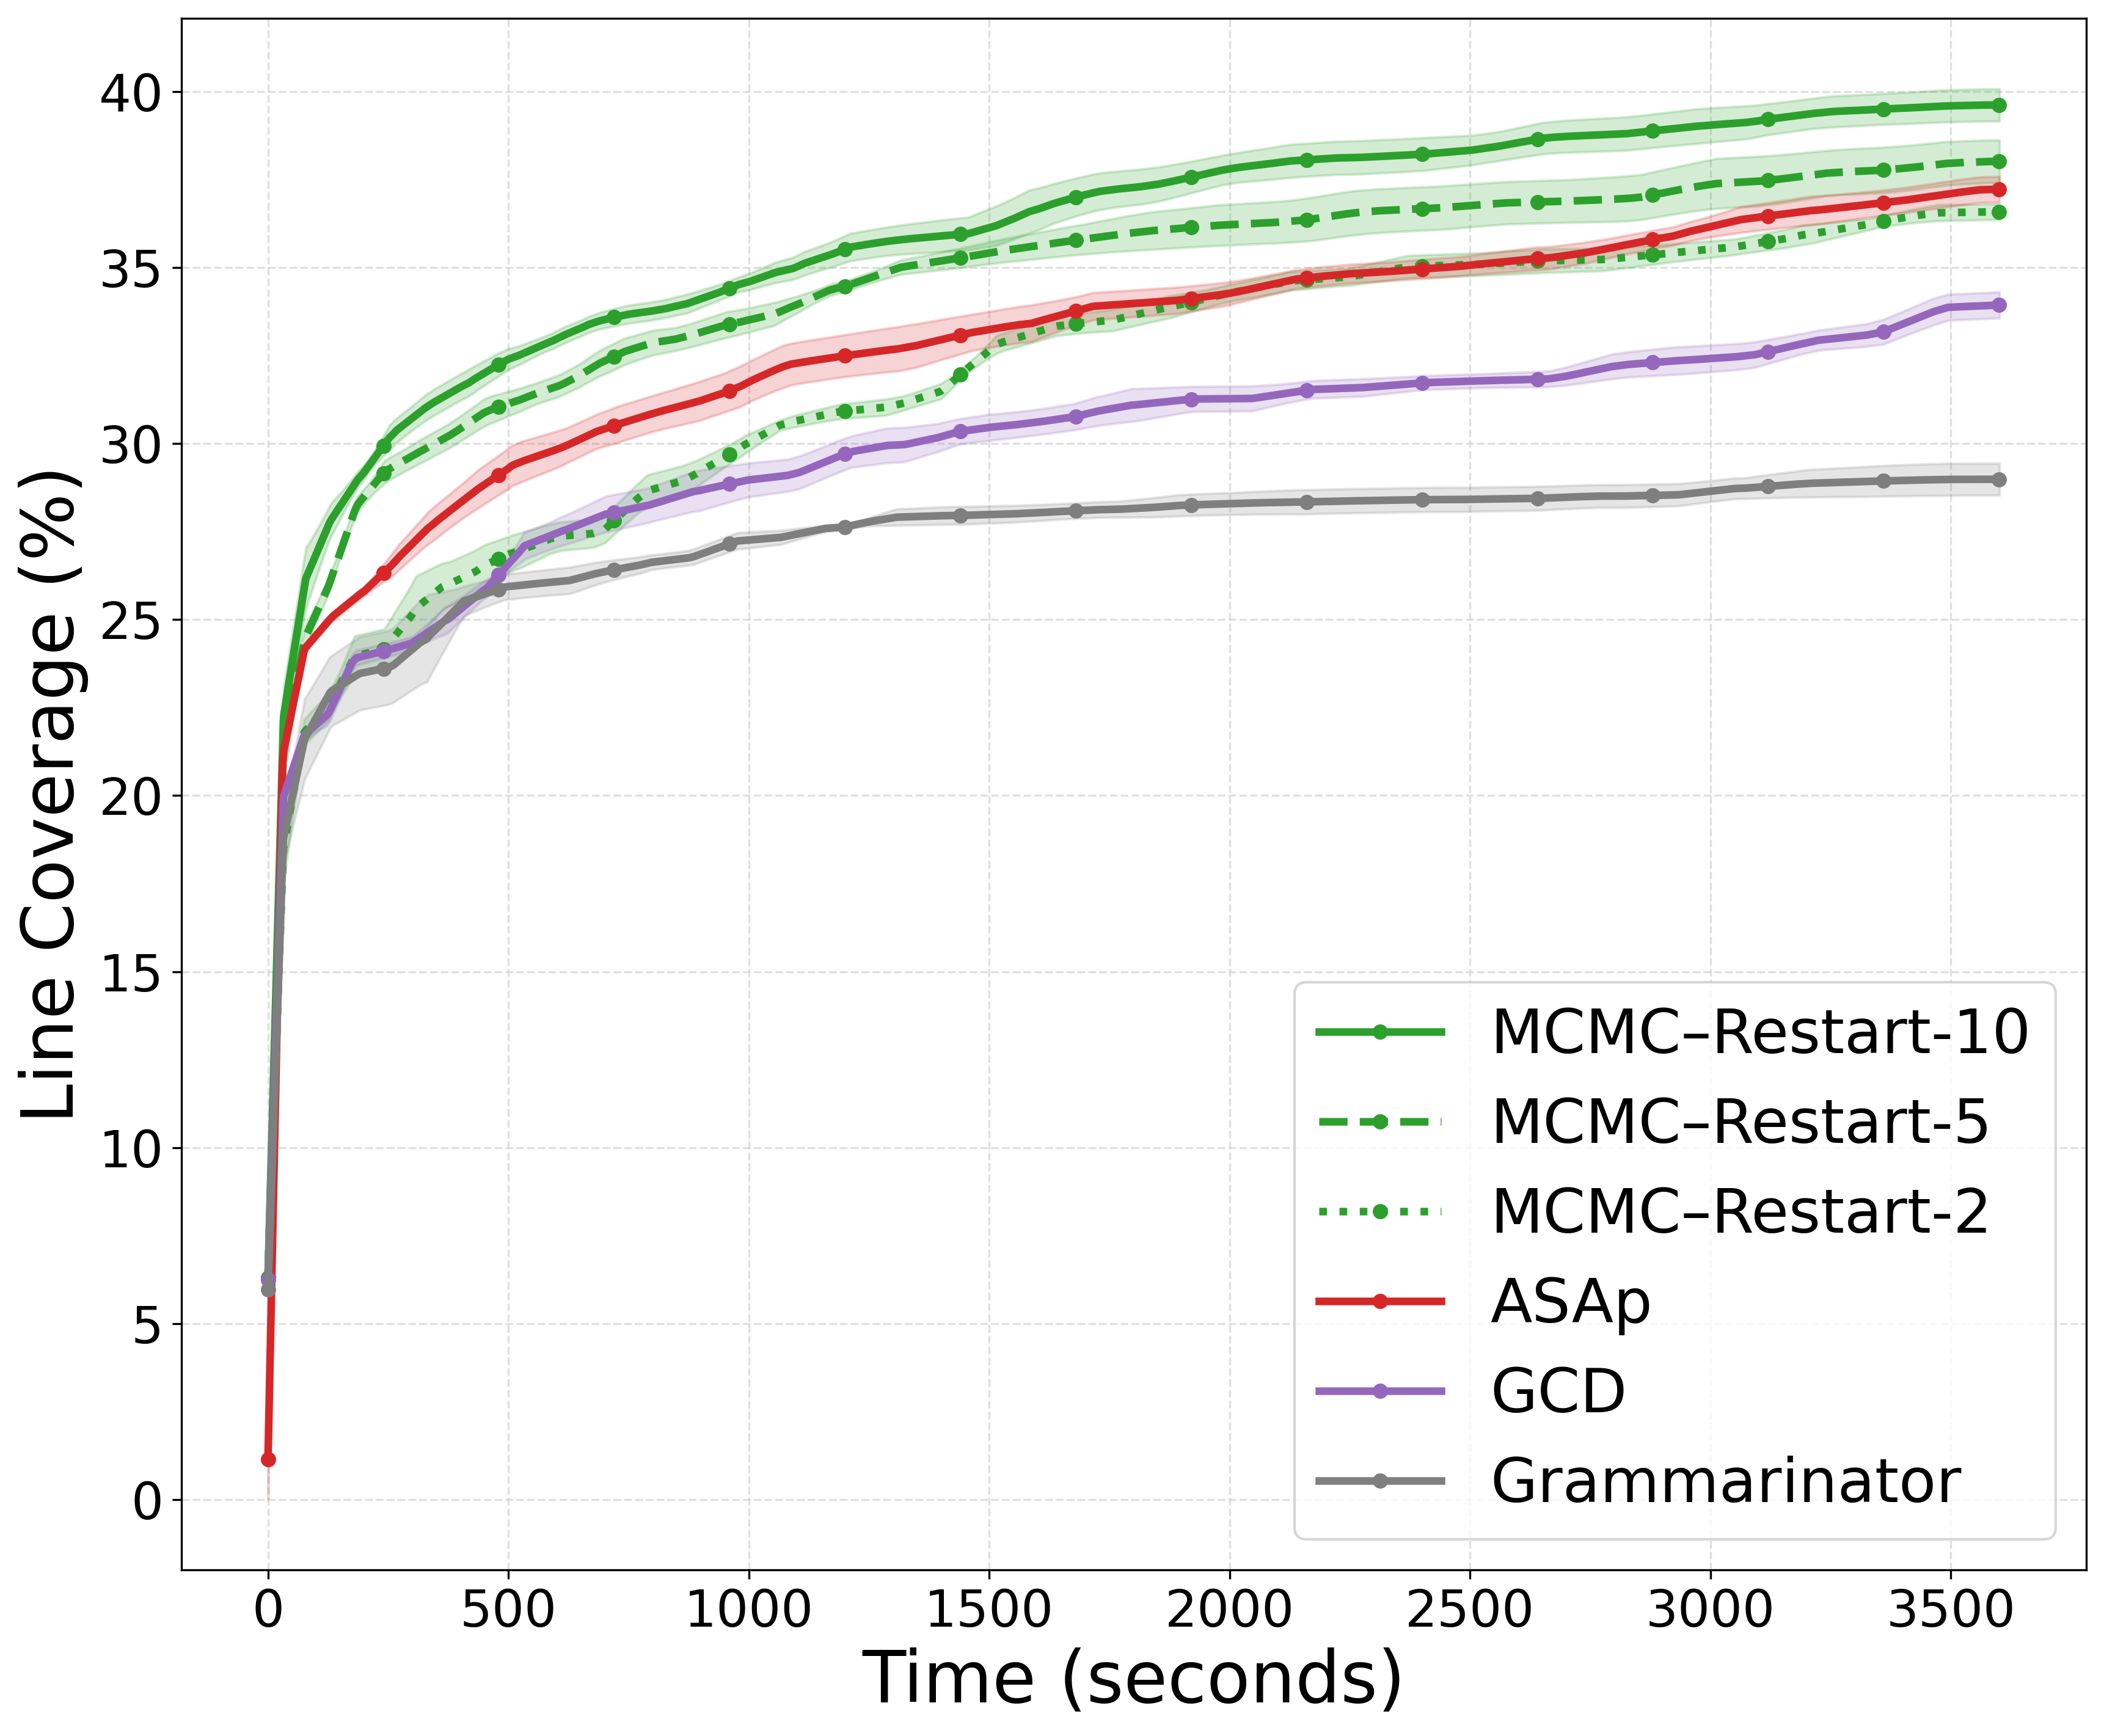 Line Coverage (%)
40
35
30
25
20
15
10
5
0
0 500 1000 1500 2000 2500 3000 3500
Time (seconds)
MCMC–Restart-10
MCMC–Restart-5
MCMC–Restart-2
ASAp
GCD
Grammarinator